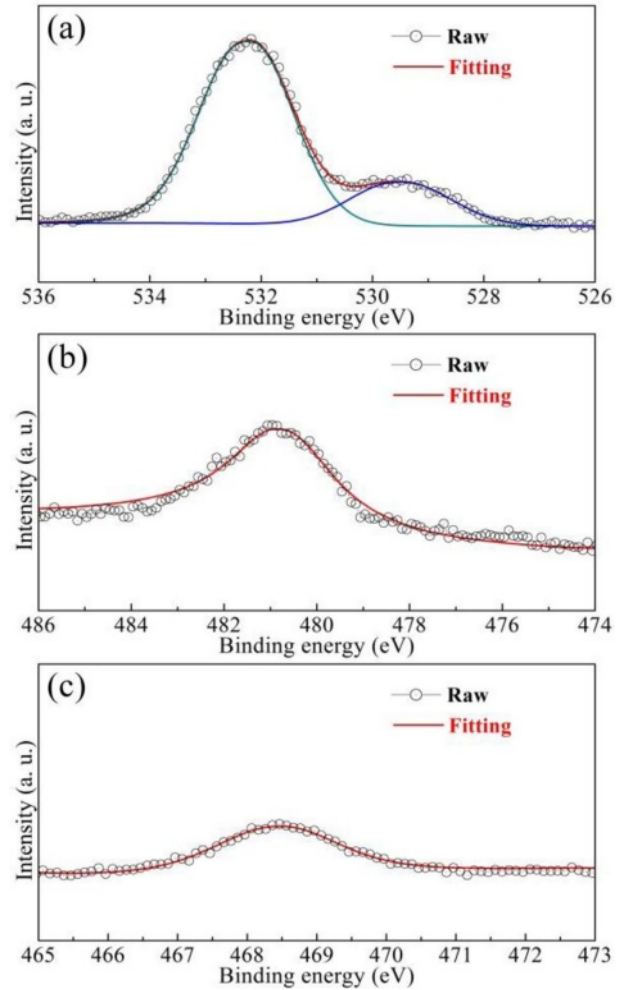 (a)
Raw
Fitting
Intensity (a. u.)
536 534 532 530 528 526
Binding energy (eV)
(b)
Raw
Fitting
Intensity (a. u.)
486 484 482 480 478 476 474
Binding energy (eV)
(c)
Raw
Fitting
Intensity (a. u.)
465 466 467 468 469 470 471 472 473
Binding energy (eV)